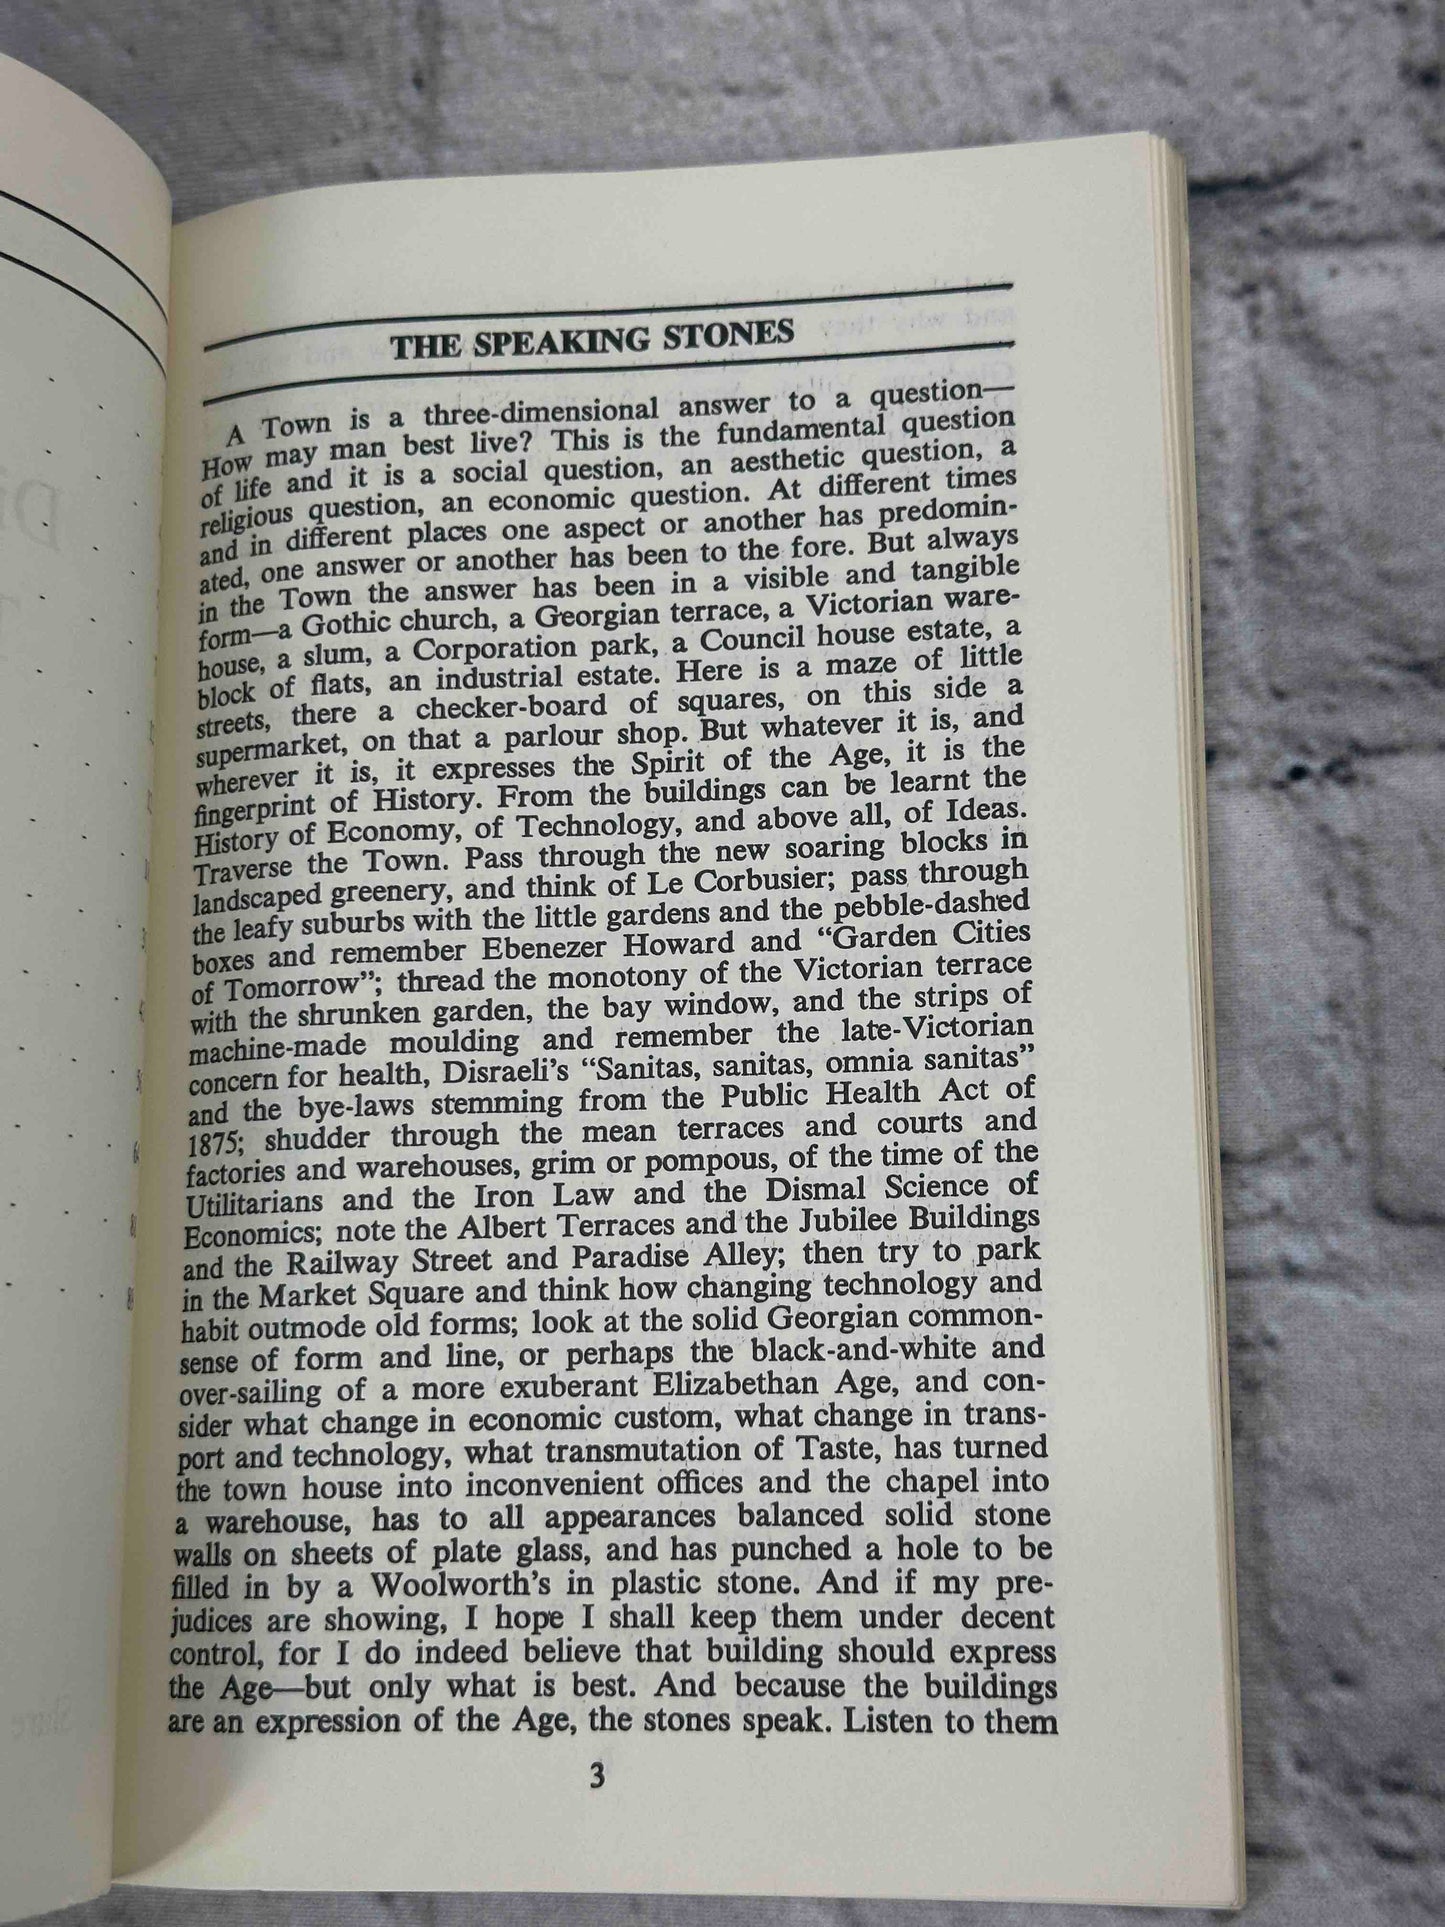 THE SPEAKING STONES
A Town is a three-dimensional answer to a question—
How may man best live? This is the fundamental question
of life and it is a social question, an aesthetic question, a
religious question, an economic question. At different times
and in different places one aspect or another has predomin-
ated, one answer or another has been to the fore. But always
in the Town the answer has been in a visible and tangible
form—a Gothic church, a Georgian terrace, a Victorian ware-
house, a slum, a Corporation park, a Council house estate, a
block of flats, an industrial estate. Here is a maze of little
streets, there a checker-board of squares, on this side a
supermarket, on that a parlour shop. But whatever it is, and
wherever it is, it expresses the Spirit of the Age, it is the
fingerprint of History. From the buildings can be learnt the
History of Economy, of Technology, and above all, of Ideas.
Traverse the Town. Pass through the new soaring blocks in
landscaped greenery, and think of Le Corbusier; pass through
the leafy suburbs with the little gardens and the pebble-dashed
boxes and remember Ebenezer Howard and “Garden Cities
of Tomorrow”; thread the monotony of the Victorian terrace
with the shrunken garden, the bay window, and the strips of
machine-made moulding and remember the late-Victorian
concern for health, Disraeli’s “Sanitas, sanitas, omnia sanitas”
and the bye-laws stemming from the Public Health Act of
1875; shudder through the mean terraces and courts and
factories and warehouses, grim or pompous, of the time of the
Utilitarians and the Iron Law and the Dismal Science of
Economics; note the Albert Terraces and the Jubilee Buildings
and the Railway Street and Paradise Alley; then try to park
in the Market Square and think how changing technology and
habit outmode old forms; look at the solid Georgian common-
sense of form and line, or perhaps the black-and-white and
over-sailing of a more exuberant Elizabethan Age, and con-
sider what change in economic custom, what change in trans-
port and technology, what transmutation of Taste, has turned
the town house into inconvenient offices and the chapel into
a warehouse, has to all appearances balanced solid stone
walls on sheets of plate glass, and has punched a hole to be
filled in by a Woolworth’s in plastic stone. And if my pre-
judices are showing, I hope I shall keep them under decent
control, for I do indeed believe that building should express
the Age—but only what is best. And because the buildings
are an expression of the Age, the stones speak. Listen to them
3